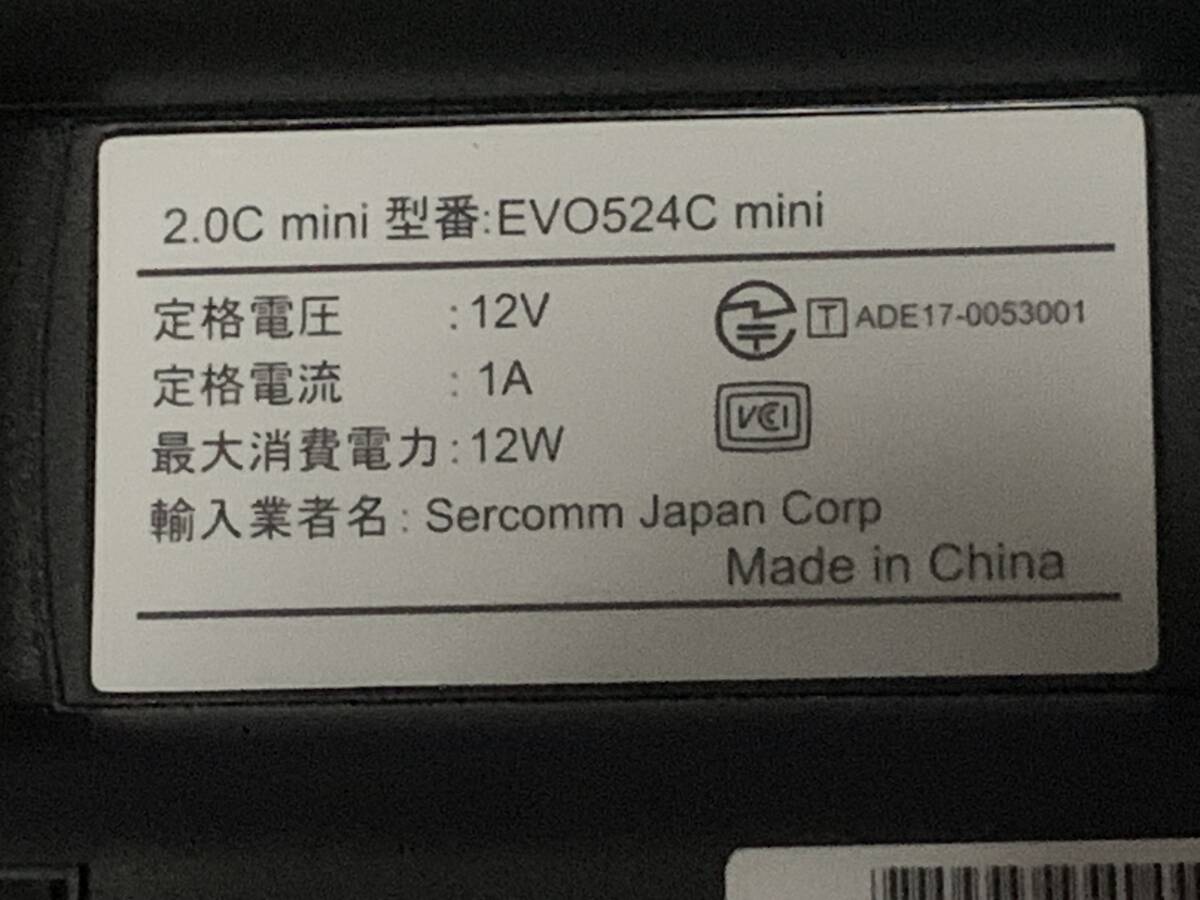 2.0C mini 型番:EVO524C mini
定格電圧 :12V
T ADE17-0053001
定格電流 : 1A
VCI
最大消費電力:12W
輸入業者名: Sercomm Japan Corp
Made in China